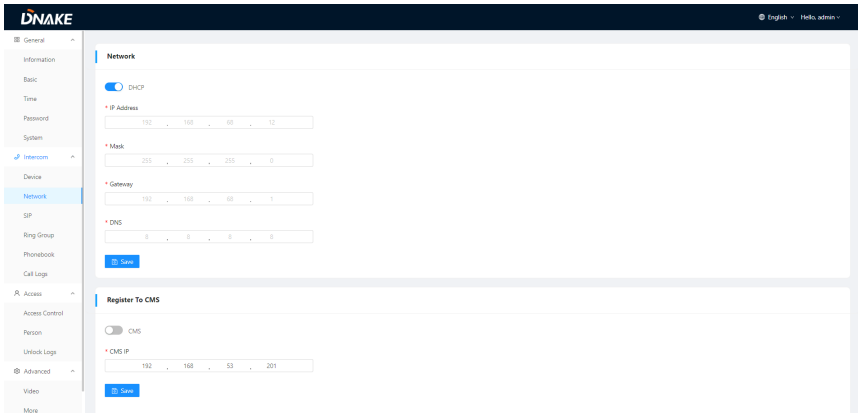 DNAKE
English
Hello, admin
General
Information
Basic
Time
Password
System
Intercom
Device
Network
SIP
Ring Group
Phonebook
Call Logs
Access
Access Control
Person
Unlock Logs
Advanced
Video
More
Network
DHCP
* IP Address
192 . 168 . 68 . 12
* Mask
255 . 255 . 255 . 0
* Gateway
192 . 168 . 68 . 1
* DNS
8 . 8 . 8 . 8
Save
Register To CMS
CMS
* CMS IP
192 . 168 . 53 . 201
Save